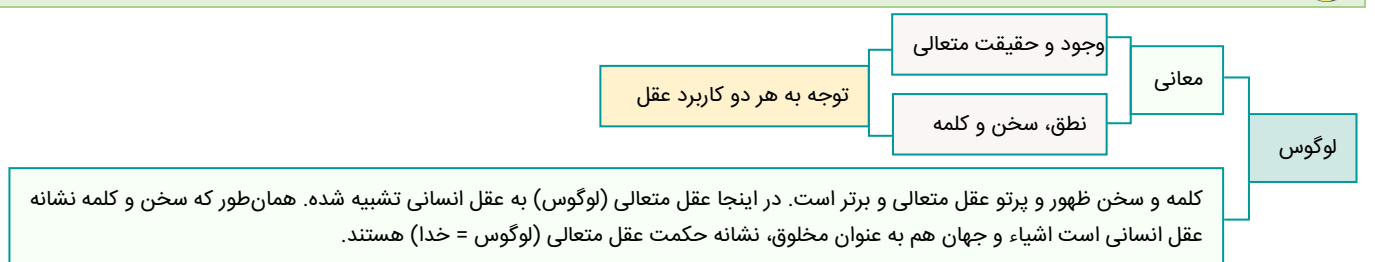 لوگوس
معانی
وجود و حقیقت متعالی
نطق، سخن و کلمه
توجه به هر دو کاربرد عقل
کلمه و سخن ظهور و پرتو عقل متعالی و برتر است. در اینجا عقل متعالی (لوگوس) به عقل انسانی تشبیه شده. همان‌طور که سخن و کلمه نشانه
عقل انسانی است اشیاء و جهان هم به عنوان مخلوق، نشانه حکمت عقل متعالی (لوگوس = خدا) هستند.